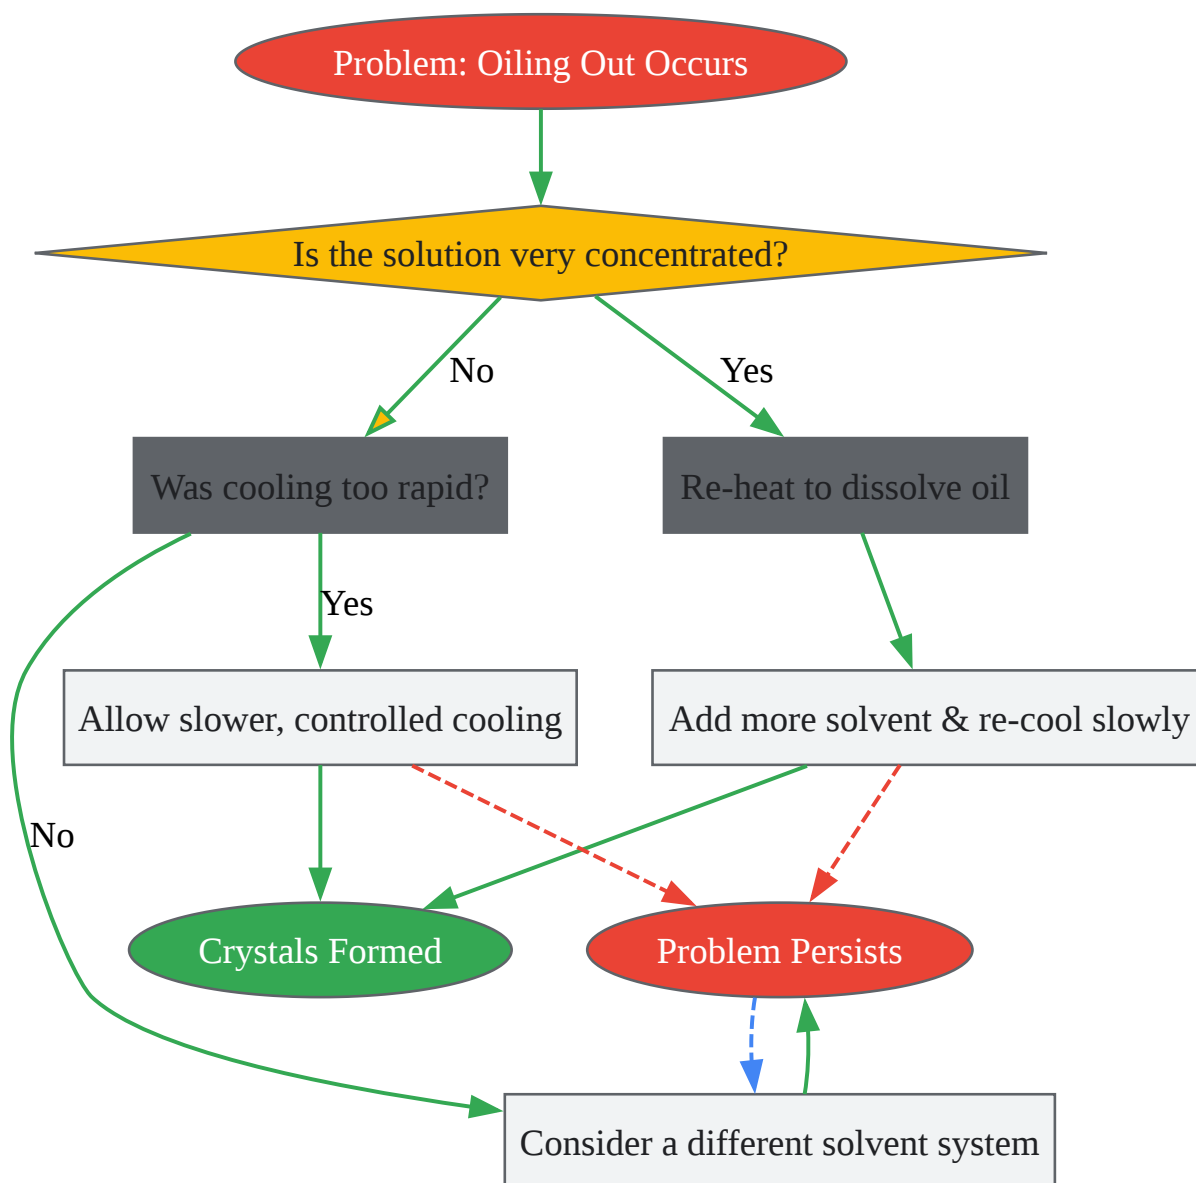 Problem: Oiling Out Occurs
Is the solution very concentrated?
No
Yes
Was cooling too rapid?
Re-heat to dissolve oil
Yes
Allow slower, controlled cooling
Add more solvent & re-cool slowly
No
Crystals Formed
Problem Persists
Consider a different solvent system